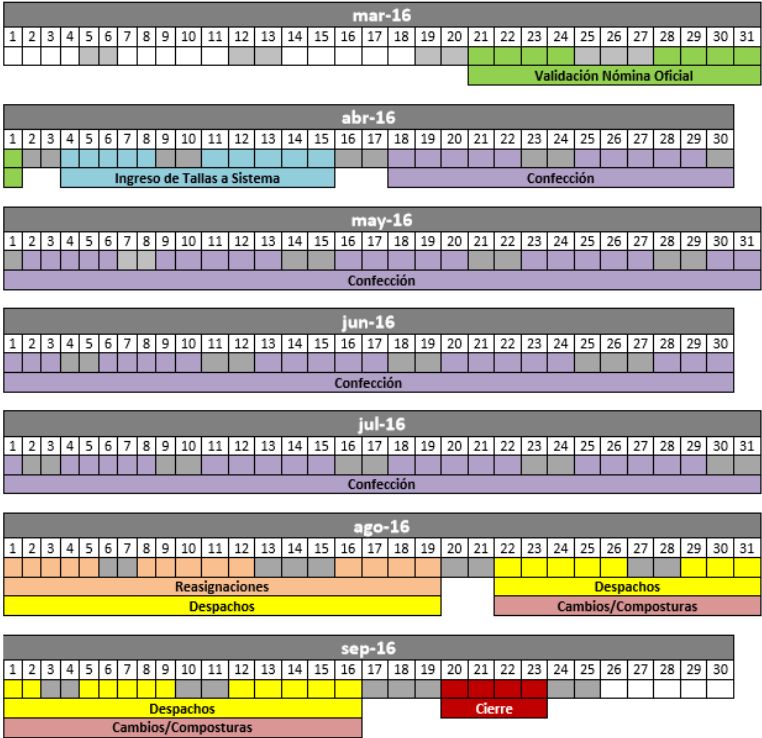 mar-16
1 2 3 4 5 6 7 8 9 10 11 12 13 14 15 16 17 18 19 20 21 22 23 24 25 26 27 28 29 30 31
Validación Nómina Oficial
abr-16
1 2 3 4 5 6 7 8 9 10 11 12 13 14 15 16 17 18 19 20 21 22 23 24 25 26 27 28 29 30
Ingreso de Tallas a Sistema Confección
may-16
1 2 3 4 5 6 7 8 9 10 11 12 13 14 15 16 17 18 19 20 21 22 23 24 25 26 27 28 29 30 31
Confección
jun-16
1 2 3 4 5 6 7 8 9 10 11 12 13 14 15 16 17 18 19 20 21 22 23 24 25 26 27 28 29 30
Confección
jul-16
1 2 3 4 5 6 7 8 9 10 11 12 13 14 15 16 17 18 19 20 21 22 23 24 25 26 27 28 29 30 31
Confección
ago-16
1 2 3 4 5 6 7 8 9 10 11 12 13 14 15 16 17 18 19 20 21 22 23 24 25 26 27 28 29 30 31
Reasignaciones Despachos
Despachos Cambios/Composturas
sep-16
1 2 3 4 5 6 7 8 9 10 11 12 13 14 15 16 17 18 19 20 21 22 23 24 25 26 27 28 29 30
Despachos Cierre
Cambios/Composturas